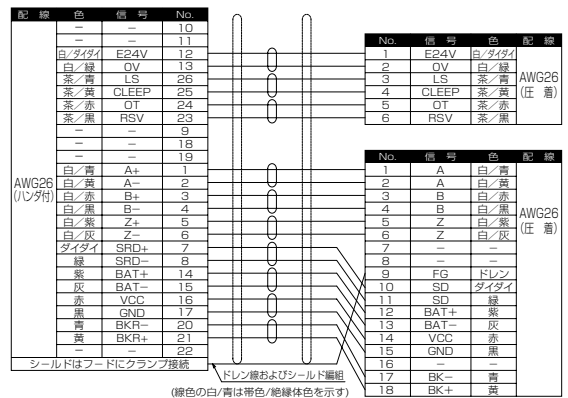 配 線 色 信 号 No.
－ － 10
－ － 11
白/ダイダイ E24V 12
白／緑 0V 13
茶／青 LS 26
茶／黄 CLEEP 25
茶／赤 OT 24
茶／黒 RSV 23
－ － 9
－ － 18
－ － 19
白／青 A+ 1
AWG26 白／黄 A− 2
(ハンダ付) 白／赤 B+ 3
白／黒 B− 4
白／紫 Z+ 5
白／灰 Z− 6
ダイダイ SRD+ 7
緑 SRD− 8
紫 BAT+ 14
灰 BAT− 15
赤 VCC 16
黒 GND 17
青 BKR− 20
黄 BKR+ 21
－ － 22
シールドはフードにクランプ接続
No. 信 号 色 配 線
1 E24V 白/ダイダイ
2 0V 白／緑
3 LS 茶／青 AWG26
4 CLEEP 茶／黄 (圧 着)
5 OT 茶／赤
6 RSV 茶／黒
No. 信 号 色 配 線
1 A 白／青
2 A 白／黄
3 B 白／赤
4 B 白／黒 AWG26
5 Z 白／紫 (圧 着)
6 Z 白／灰
7 － －
8 － －
9 FG ドレン
10 SD ダイダイ
11 SD 緑
12 BAT+ 紫
13 BAT− 灰
14 VCC 赤
15 GND 黒
16 － －
17 BK− 青
18 BK+ 黄
ドレン線およびシールド編組
(線色の白/青は帯色/絶縁体色を示す)